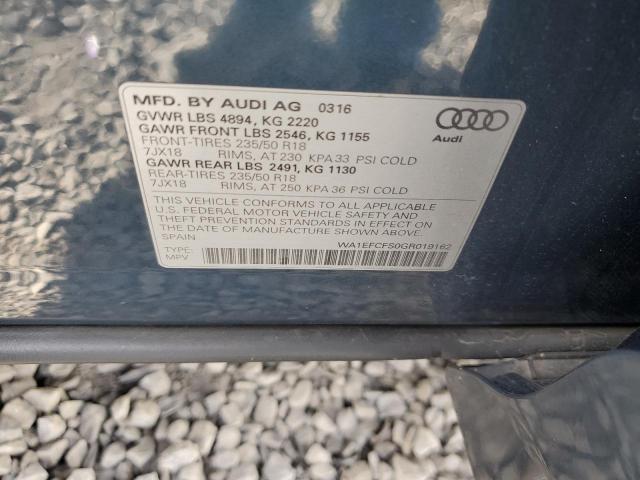 MFD. BY AUDI AG 0316
GVWR LBS 4894, KG 2220
GAWR FRONT LBS 2546, KG 1155
FRONT-TIRES 235/50 R18
7JX18 RIMS, AT 230 KPA 33 PSI COLD
GAWR REAR LBS 2491, KG 1130
REAR-TIRES 235/50 R18
7JX18 RIMS, AT 250 KPA 36 PSI COLD
Audi
THIS VEHICLE CONFORMS TO ALL APPLICABLE
U.S. FEDERAL MOTOR VEHICLE SAFETY AND
THEFT PREVENTION STANDARDS IN EFFECT ON
THE DATE OF MANUFACTURE SHOWN ABOVE.
SPAIN
TYPE: WA1EFCFS0GR019162
MPV